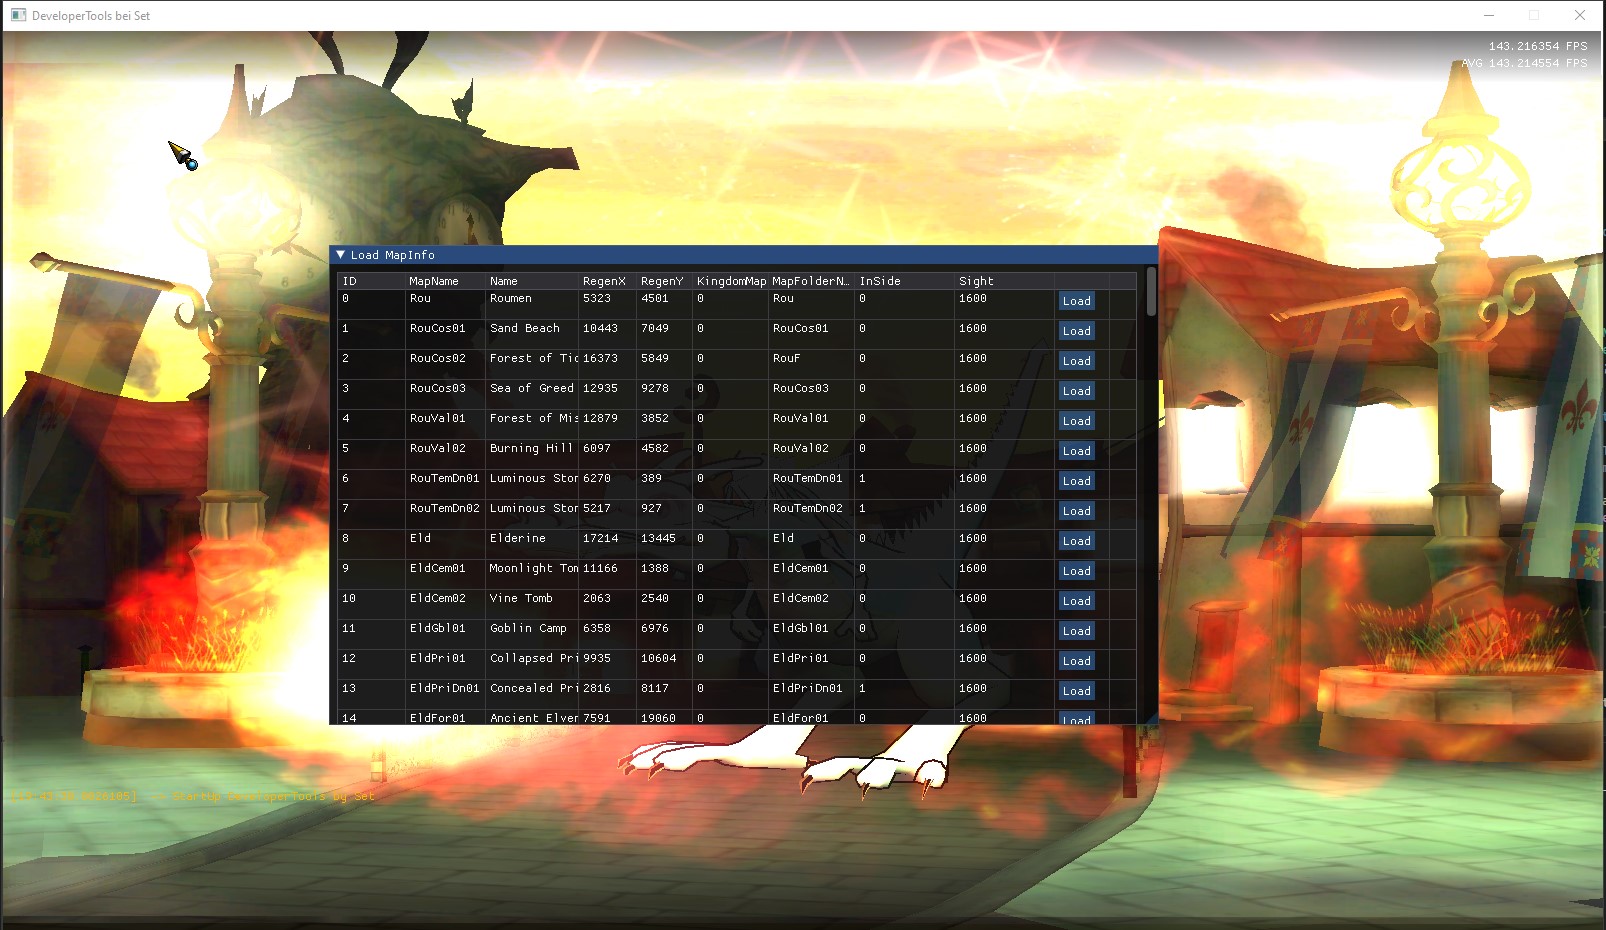 DeveloperTools bei Set
143.216354 FPS
AVG 143.214554 FPS
Load MapInfo
ID MapName Name RegenX RegenY KingdomMap MapFolderN... InSide Sight
0 Rou Roumen 5323 4501 0 Rou 0 1600 Load
1 RouCos01 Sand Beach 10443 7049 0 RouCos01 0 1600 Load
2 RouCos02 Forest of Tid 16373 5849 0 RouF 0 1600 Load
3 RouCos03 Sea of Greed 12935 9278 0 RouCos03 0 1600 Load
4 RouVal01 Forest of Mis 12879 3852 0 RouVal01 0 1600 Load
5 RouVal02 Burning Hill 6097 4582 0 RouVal02 0 1600 Load
6 RouTemDn01 Luminous Ston 6270 389 0 RouTemDn01 1 1600 Load
7 RouTemDn02 Luminous Ston 5217 927 0 RouTemDn02 1 1600 Load
8 Eld Elderine 17214 13445 0 Eld 0 1600 Load
9 EldCem01 Moonlight Tom 11166 1388 0 EldCem01 0 1600 Load
10 EldCem02 Vine Tomb 2063 2540 0 EldCem02 0 1600 Load
11 EldGbl01 Goblin Camp 6358 6976 0 EldGbl01 0 1600 Load
12 EldPri01 Collapsed Pri 9935 10604 0 EldPri01 0 1600 Load
13 EldPriDn01 Concealed Pri 2816 8117 0 EldPriDn01 1 1600 Load
14 EldFor01 Ancient Elven 7591 19060 0 EldFor01 0 1600 Load
StartUp DeveloperTools by Set